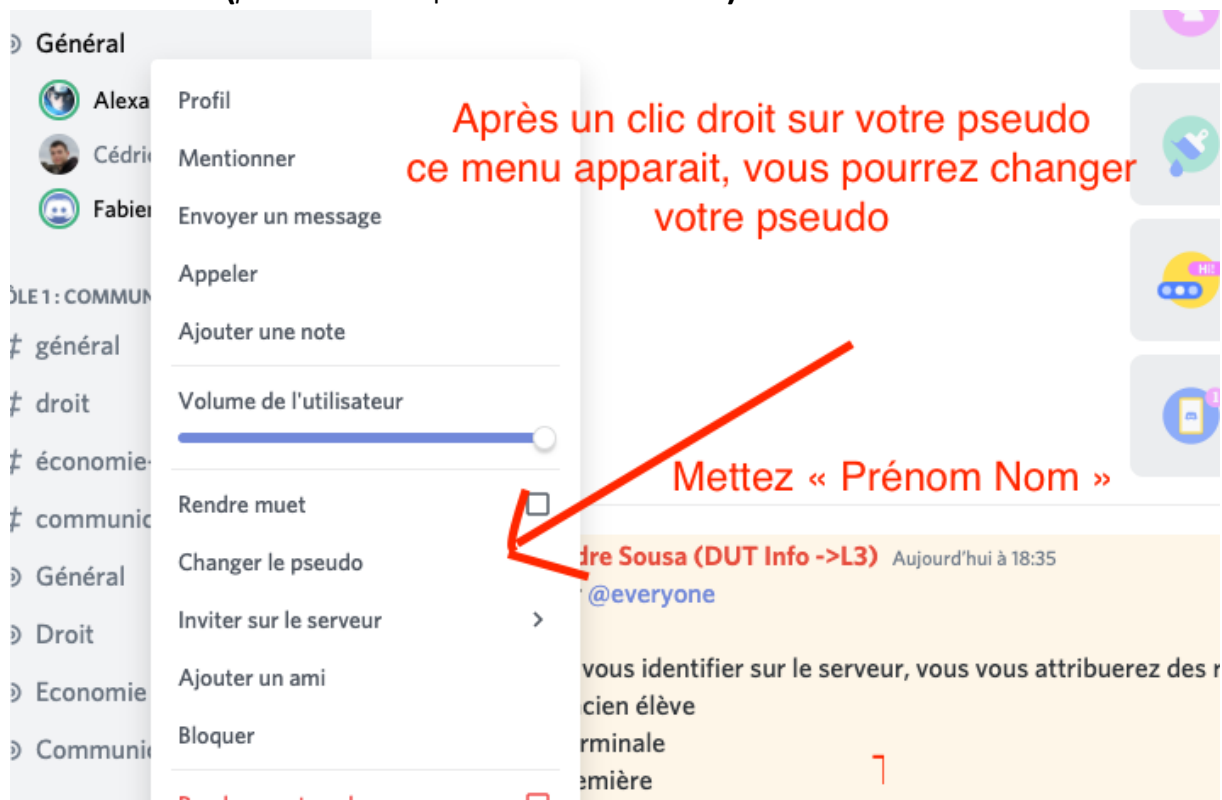 Général
Alexa
Cédric
Fabien
ÔLE 1 : COMMUN
# général
# droit
# économie-
# communic
Général
Droit
Economie
Communic
Profil
Mentionner
Envoyer un message
Appeler
Ajouter une note
Volume de l'utilisateur
Rendre muet
Changer le pseudo
Inviter sur le serveur
Ajouter un ami
Bloquer
Après un clic droit sur votre pseudo
ce menu apparait, vous pourrez changer
votre pseudo
Hi!
Mettez « Prénom Nom »
dre Sousa (DUT Info ->L3) Aujourd'hui à 18:35
@everyone
vous identifier sur le serveur, vous vous attribuerez des r
cien élève
rminale
emière